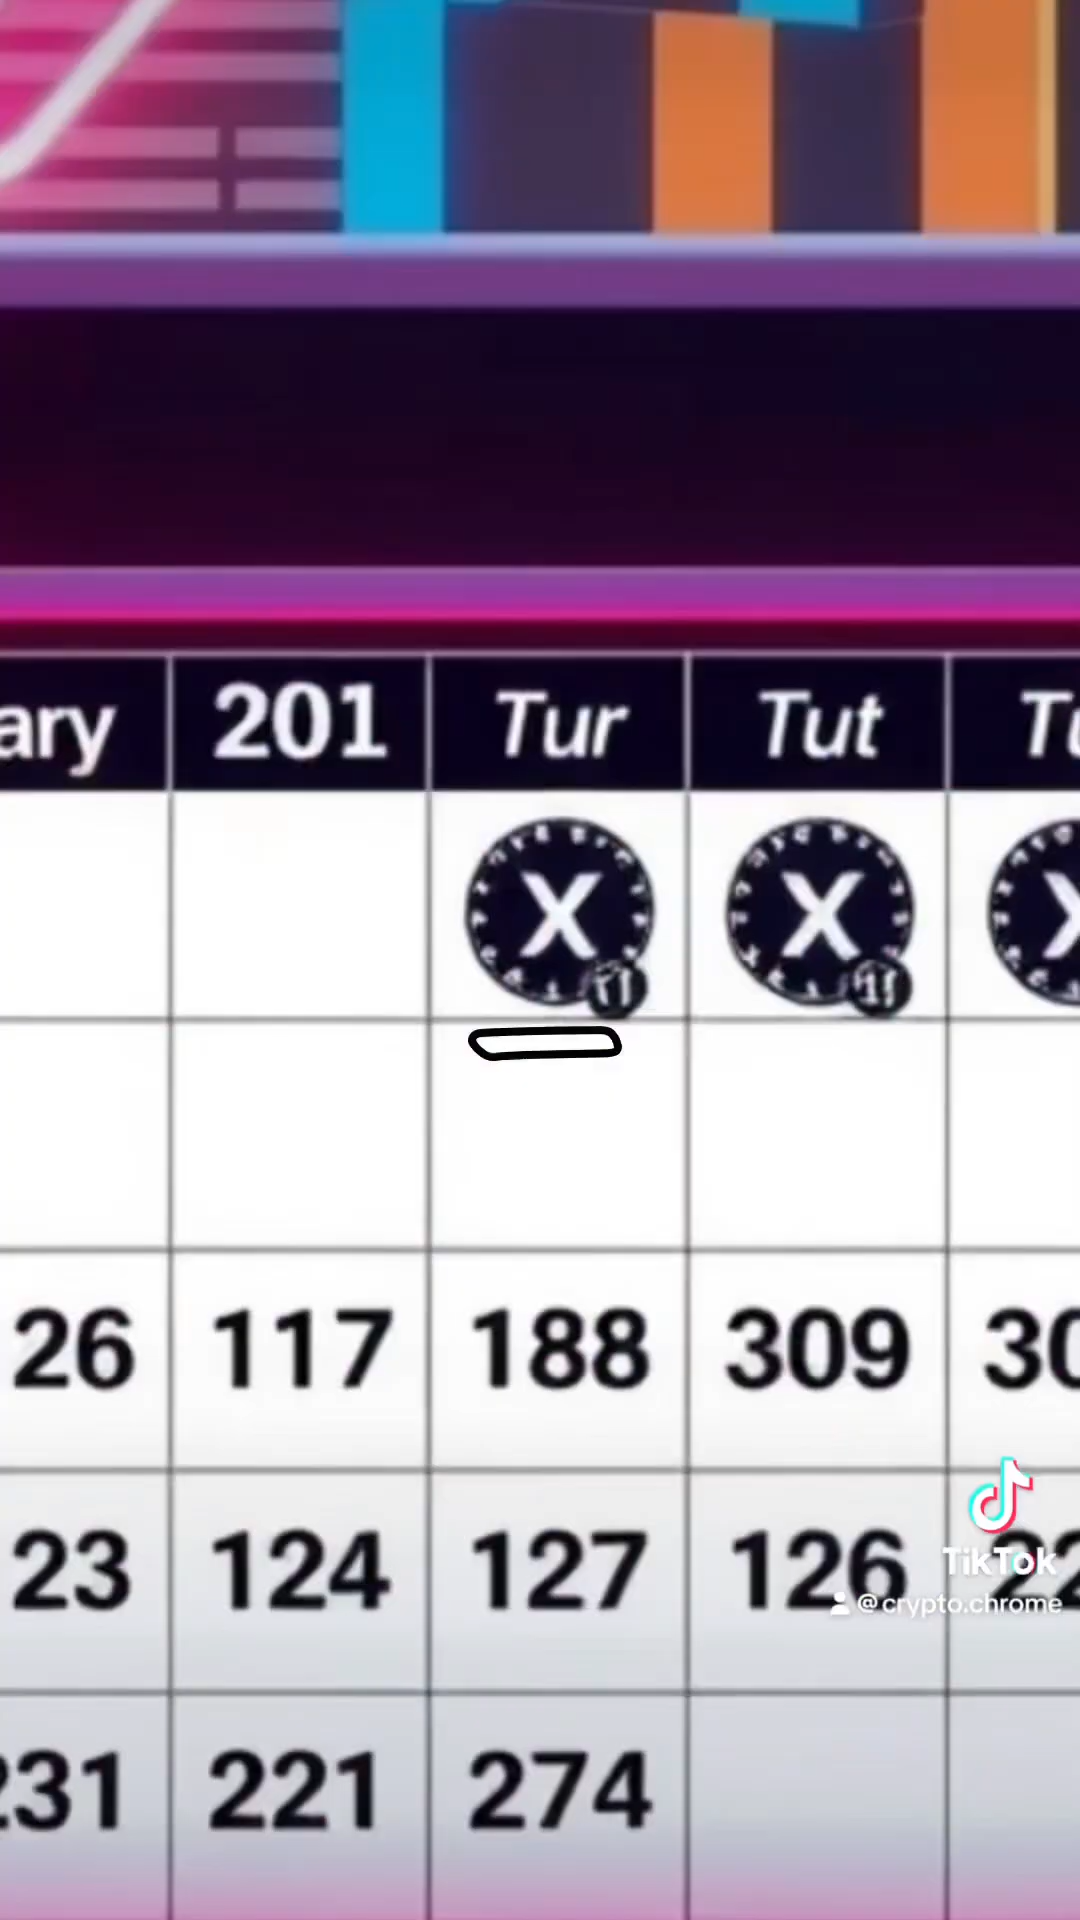 ary 201 Tur Tut
X X
26 117 188 309
23 124 127 126
231 221 274
TikTok
@crypto.chrome